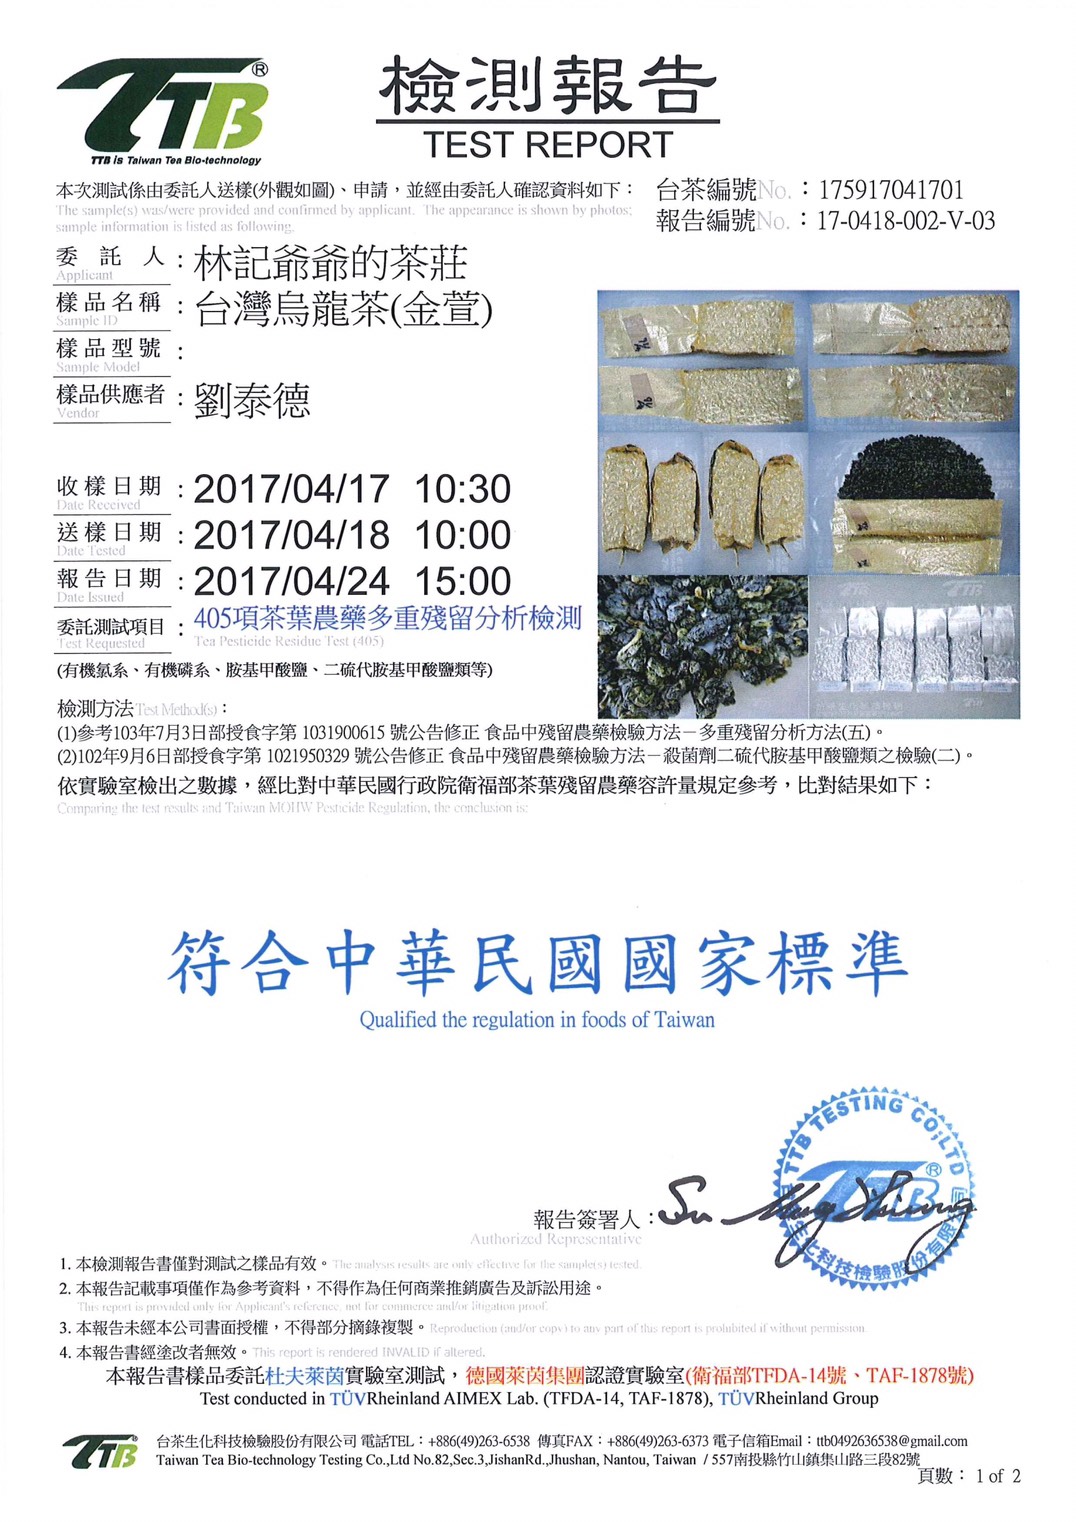 TTB®
TTB is Taiwan Tea Bio-technology
檢測報告
TEST REPORT
本次測試係由委託人送樣(外觀如圖)、申請，並經由委託人確認資料如下：
The sample(s) was/were provided and confirmed by applicant. The appearance is shown by photos;
sample information is listed as following.
台茶編號No.：175917041701
報告編號No.：17-0418-002-V-03
委託人：林記爺爺的茶莊
Applicant
樣品名稱：台灣烏龍茶(金萱)
Sample ID
樣品型號：
Sample Model
樣品供應者：劉泰德
Vendor
收樣日期：2017/04/17 10:30
Date Received
送樣日期：2017/04/18 10:00
Date Tested
報告日期：2017/04/24 15:00
Date Issued
委託測試項目：405項茶葉農藥多重殘留分析檢測
Test Requested Tea Pesticide Residue Test (405)
(有機氯系、有機磷系、胺基甲酸鹽、二硫代胺基甲酸鹽類等)
檢測方法Test Method(s)：
(1)參考103年7月3日部授食字第 1031900615 號公告修正 食品中殘留農藥檢驗方法－多重殘留分析方法(五)。
(2)102年9月6日部授食字第 1021950329 號公告修正 食品中殘留農藥檢驗方法－殺菌劑二硫代胺基甲酸鹽類之檢驗(二)。
依實驗室檢出之數據，經比對中華民國行政院衛福部茶葉殘留農藥容許量規定參考，比對結果如下：
Comparing the test results and Taiwan MOHW Pesticide Regulation, the conclusion is:
符合中華民國國家標準
Qualified the regulation in foods of Taiwan
TTB TESTING CO;LTD
TTB®
生化科技檢驗股份有限公司
報告簽署人：Su Ming Hsiung
Authorized Representative
1. 本檢測報告書僅對測試之樣品有效。The analysis results are only effective for the sample(s) tested.
2. 本報告記載事項僅作為參考資料，不得作為任何商業推銷廣告及訴訟用途。
This report is provided only for Applicant's reference, not for commerce and/or litigation proof.
3. 本報告未經本公司書面授權，不得部分摘錄複製。Reproduction (and/or copy) to any part of this report is prohibited if without permission.
4. 本報告書經塗改者無效。This report is rendered INVALID if altered.
本報告書樣品委託杜夫萊茵實驗室測試，德國萊茵集團認證實驗室(衛福部TFDA-14號、TAF-1878號)
Test conducted in TÜVRheinland AIMEX Lab. (TFDA-14, TAF-1878), TÜVRheinland Group
TTB®
台茶生化科技檢驗股份有限公司 電話TEL：+886(49)263-6538 傳真FAX：+886(49)263-6373 電子信箱Email：ttb0492636538@gmail.com
Taiwan Tea Bio-technology Testing Co.,Ltd No.82,Sec.3,JishanRd.,Jhushan, Nantou, Taiwan / 557南投縣竹山鎮集山路三段82號
頁數： 1 of 2